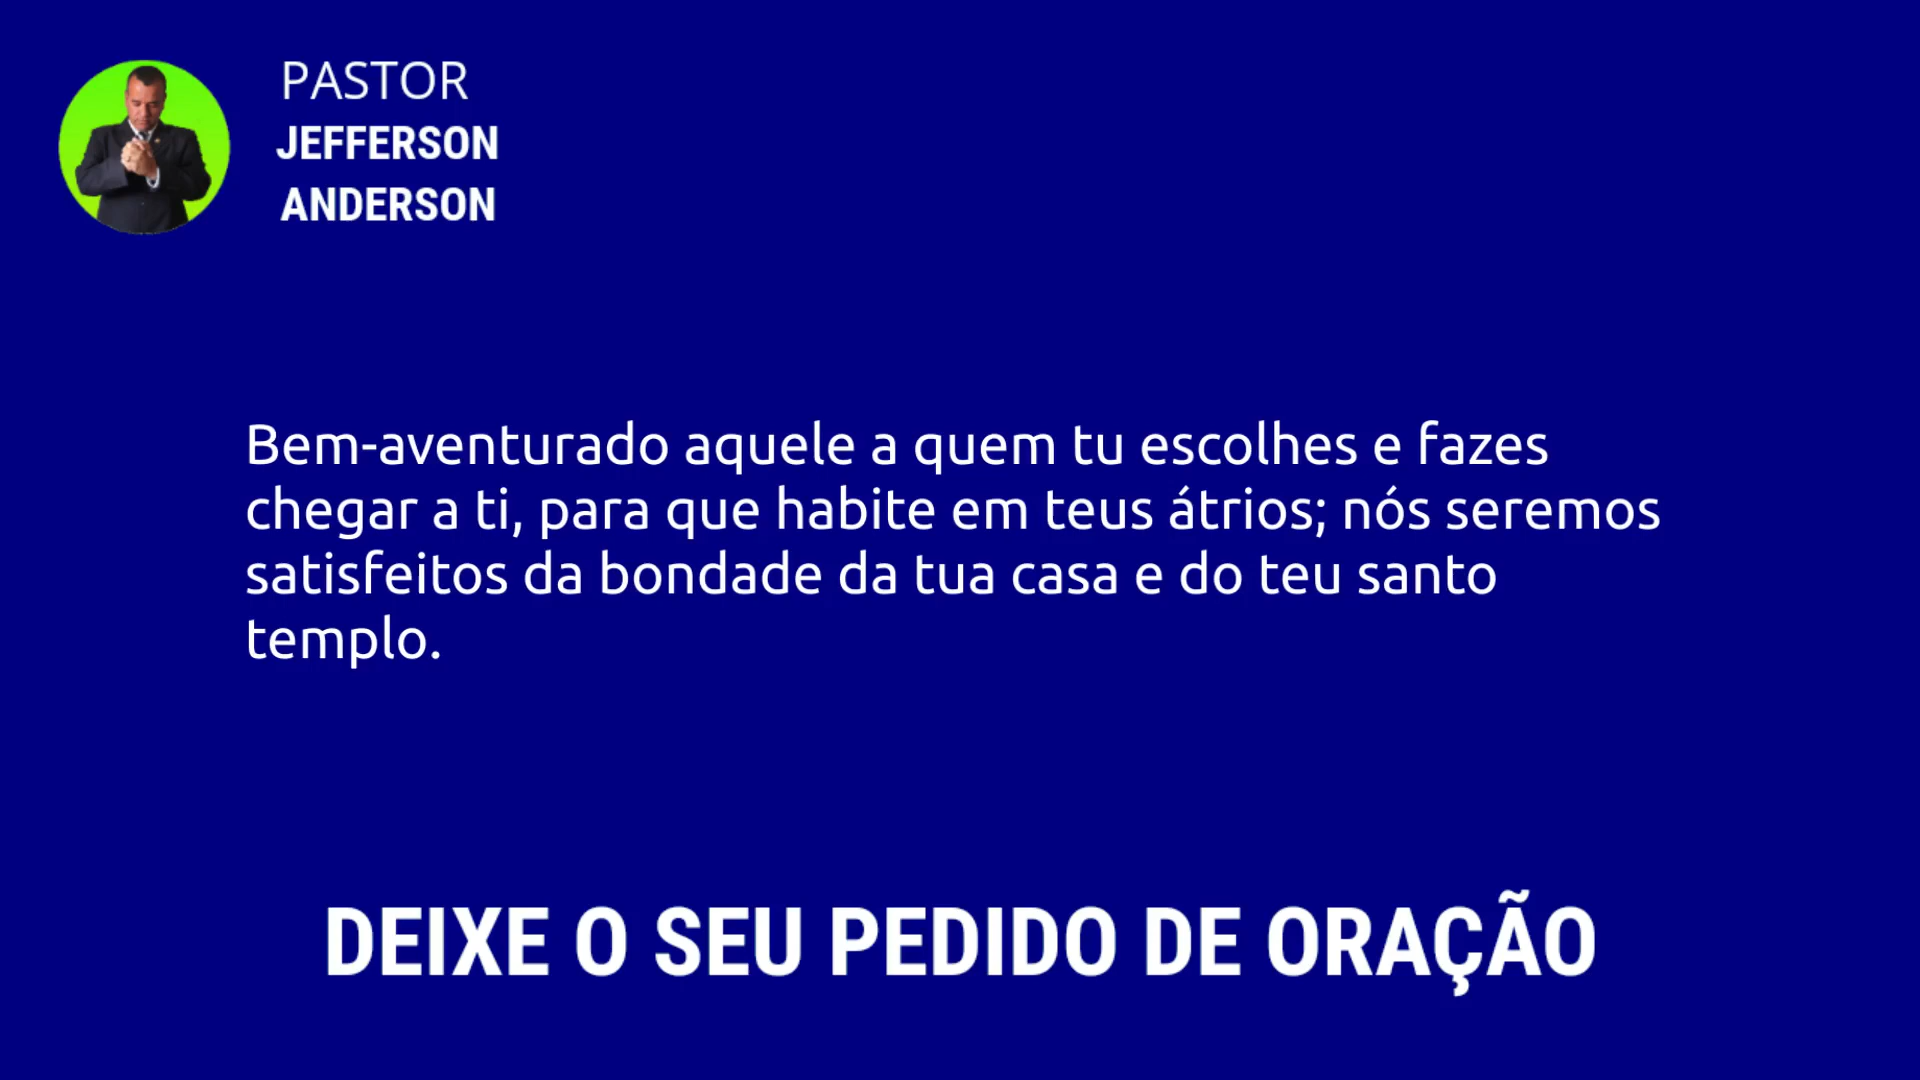 PASTOR
JEFFERSON
ANDERSON
Bem-aventurado aquele a quem tu escolhes e fazes
chegar a ti, para que habite em teus átrios; nós seremos
satisfeitos da bondade da tua casa e do teu santo
templo.
DEIXE O SEU PEDIDO DE ORAÇÃO